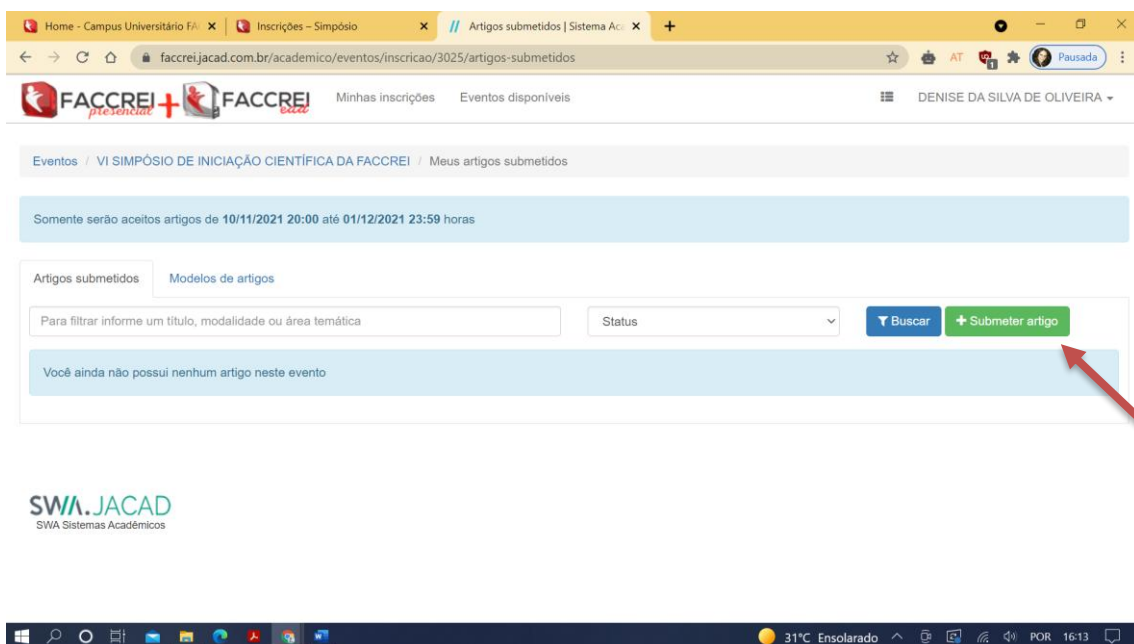 Home - Campus Universitário FA
Inscrições – Simpósio
Artigos submetidos | Sistema Ac
faccrei.jacad.com.br/academico/eventos/inscricao/3025/artigos-submetidos
AT
1
Pausada
FACCREI presencial + FACCREI ead
Minhas inscrições
Eventos disponíveis
DENISE DA SILVA DE OLIVEIRA
Eventos / VI SIMPÓSIO DE INICIAÇÃO CIENTÍFICA DA FACCREI / Meus artigos submetidos
Somente serão aceitos artigos de 10/11/2021 20:00 até 01/12/2021 23:59 horas
Artigos submetidos
Modelos de artigos
Para filtrar informe um título, modalidade ou área temática
Status
Buscar
+ Submeter artigo
Você ainda não possui nenhum artigo neste evento
SWA.JACAD
SWA Sistemas Acadêmicos
31°C Ensolarado
POR
16:13